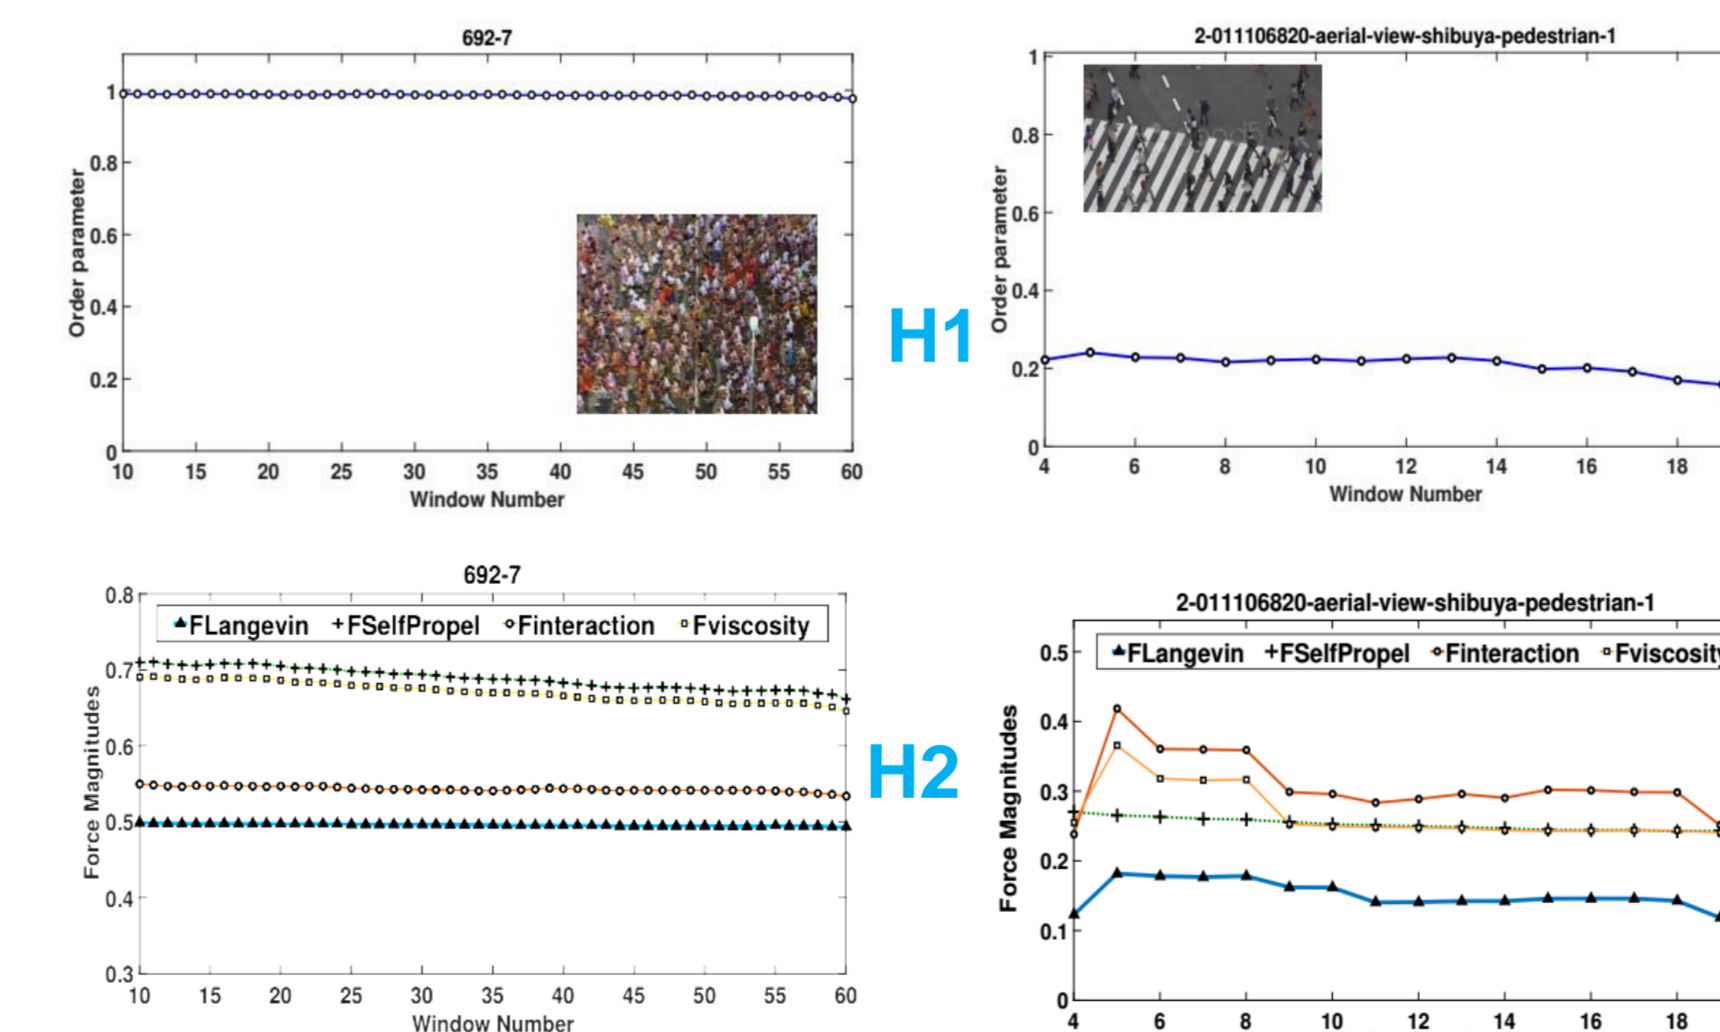 692-7
1
0.8
0.6
0.4
0.2
0
Order parameter
10 15 20 25 30 35 40 45 50 55 60
Window Number
H1
2-011106820-aerial-view-shibuya-pedestrian-1
1
0.8
0.6
0.4
0.2
0
Order parameter
4 6 8 10 12 14 16 18
Window Number
692-7
0.8
0.7
0.6
0.5
0.4
0.3
Force Magnitudes
FLangevin FSelfPropel Finteraction Fviscosity
10 15 20 25 30 35 40 45 50 55 60
Window Number
H2
2-011106820-aerial-view-shibuya-pedestrian-1
0.5
0.4
0.3
0.2
0.1
0
Force Magnitudes
FLangevin FSelfPropel Finteraction Fviscosity
4 6 8 10 12 14 16 18